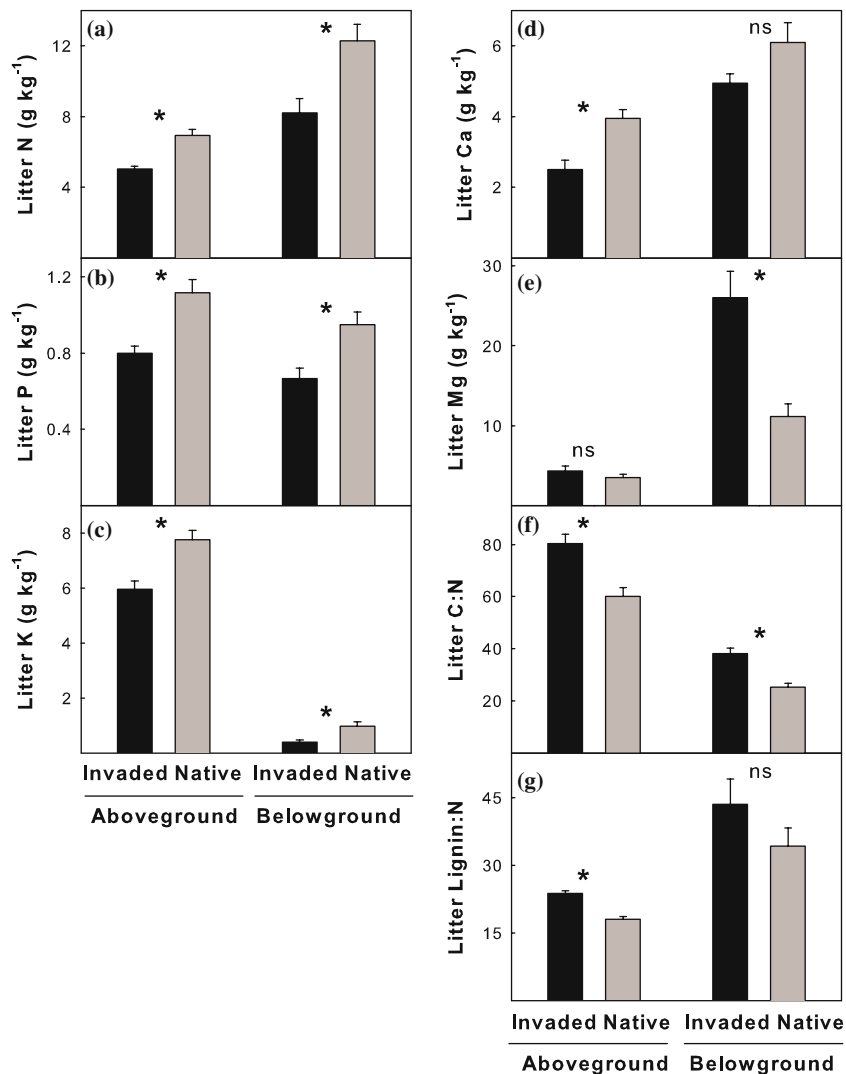 (a)
*
*
12
8
4
Litter N (g kg⁻¹)
(b)
*
*
1.2
0.8
0.4
Litter P (g kg⁻¹)
(c)
*
*
8
6
4
2
Litter K (g kg⁻¹)
Invaded Native Invaded Native
Aboveground Belowground
(d)
*
ns
6
4
2
Litter Ca (g kg⁻¹)
(e)
ns
*
30
20
10
Litter Mg (g kg⁻¹)
(f)
*
*
80
60
40
20
Litter C:N
(g)
*
ns
45
30
15
Litter Lignin:N
Invaded Native Invaded Native
Aboveground Belowground